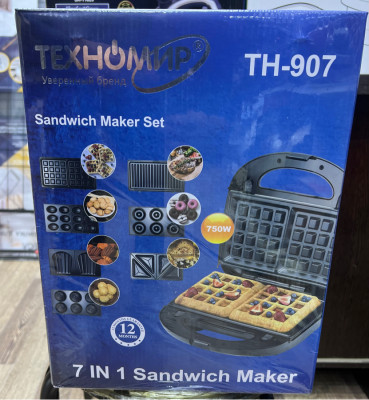 ТЕХНОМИР
Уверенный бренд
TH-907
Sandwich Maker Set
750W
12
MONTHS
7 IN 1 Sandwich Maker